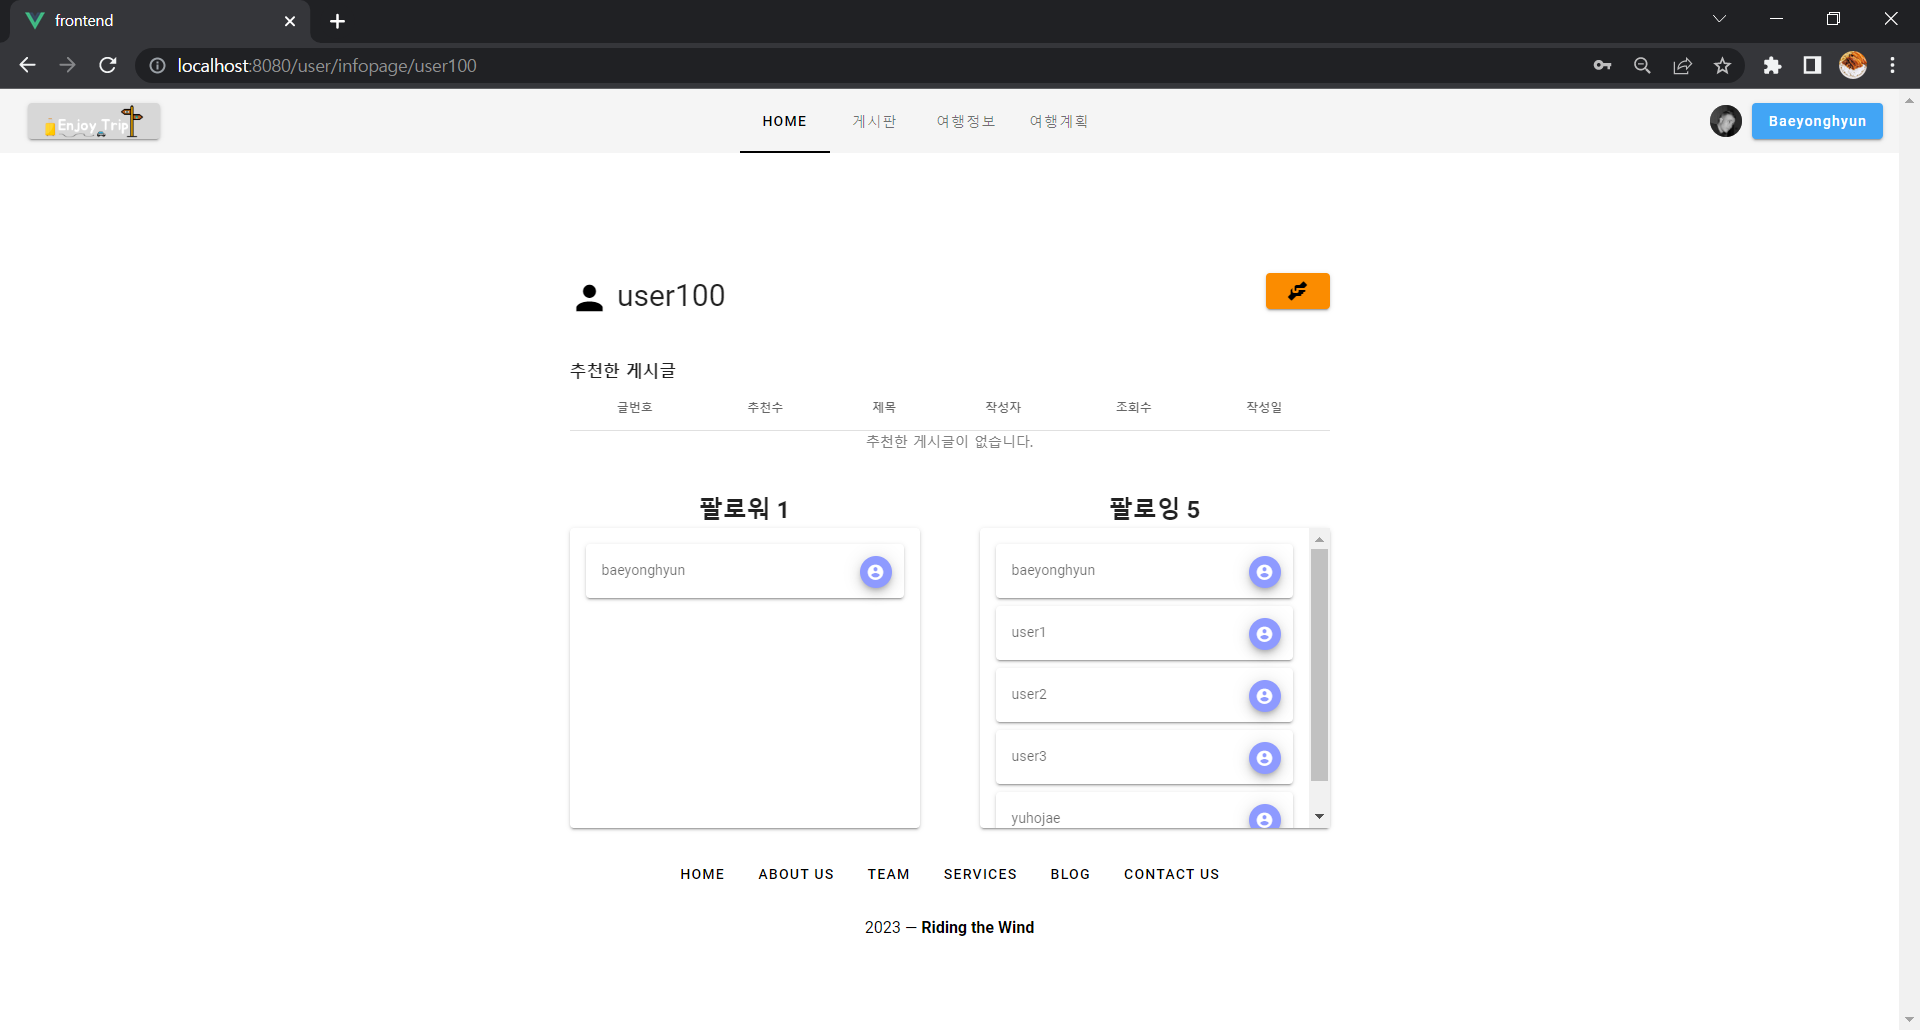 frontend
localhost:8080/user/infopage/user100
Enjoy Trip
HOME 게시판 여행정보 여행계획
Baeyonghyun
user100
추천한 게시글
글번호 추천수 제목 작성자 조회수 작성일
추천한 게시글이 없습니다.
팔로워 1
baeyonghyun
팔로잉 5
baeyonghyun
user1
user2
user3
yuhojae
HOME ABOUT US TEAM SERVICES BLOG CONTACT US
2023 — Riding the Wind